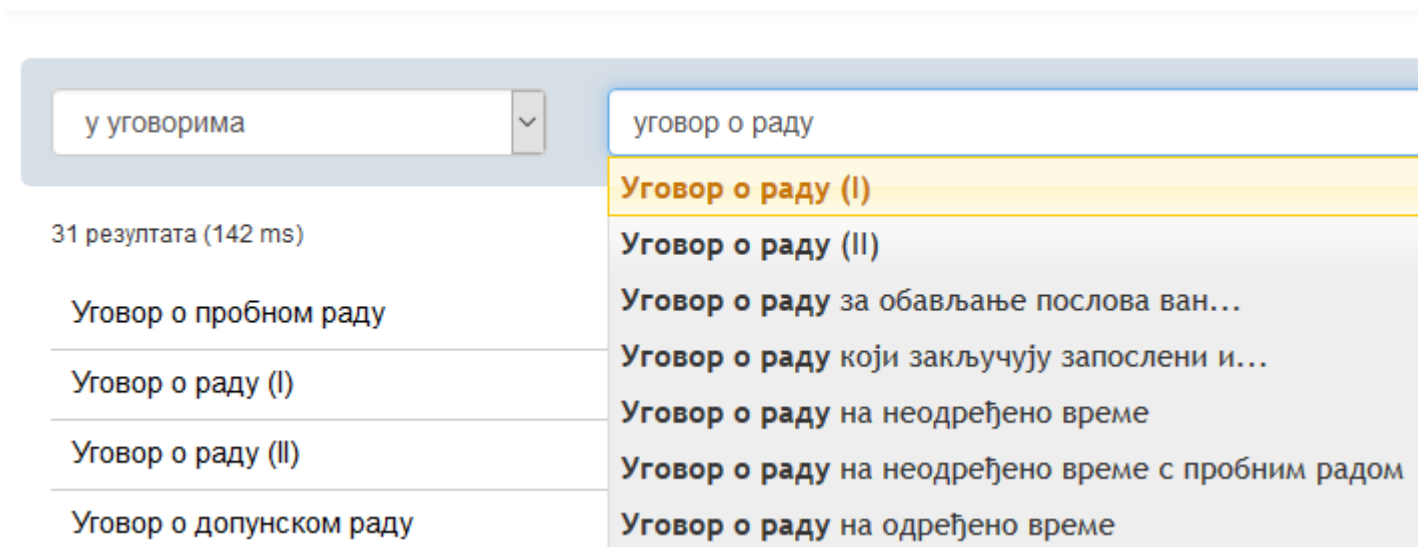 у уговорима
уговор о раду
Уговор о раду (I)
Уговор о раду (II)
Уговор о раду за обављање послова ван...
Уговор о раду који закључују запослени и...
Уговор о раду на неодређено време
Уговор о раду на неодређено време с пробним радом
Уговор о раду на одређено време
31 резултата (142 ms)
Уговор о пробном раду
Уговор о раду (I)
Уговор о раду (II)
Уговор о допунском раду